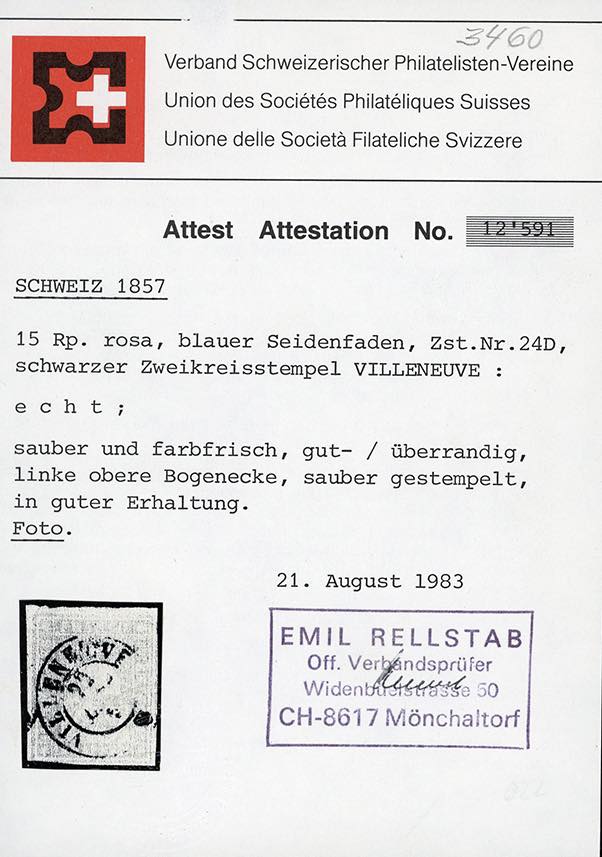 3460
Verband Schweizerischer Philatelisten-Vereine
Union des Sociétés Philatéliques Suisses
Unione delle Società Filateliche Svizzere
Attest Attestation No. 12'591
SCHWEIZ 1857
15 Rp. rosa, blauer Seidenfaden, Zst.Nr.24D,
schwarzer Zweikreisstempel VILLENEUVE :
e c h t ;
sauber und farbfrisch, gut- / überrandig,
linke obere Bogenecke, sauber gestempelt,
in guter Erhaltung.
Foto.
21. August 1983
VILLENEUVE
EMIL RELLSTAB
Off. Verbandsprüfer
Widenbüelstrasse 50
CH-8617 Mönchaltorf